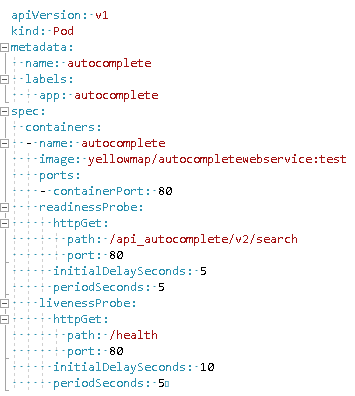 apiVersion: v1
kind: Pod
metadata:
  name: autocomplete
  labels:
    app: autocomplete
spec:
  containers:
  - name: autocomplete
    image: yellowmap/autocompletewebservice:test
    ports:
    - containerPort: 80
    readinessProbe:
      httpGet:
        path: /api_autocomplete/v2/search
        port: 80
      initialDelaySeconds: 5
      periodSeconds: 5
    livenessProbe:
      httpGet:
        path: /health
        port: 80
      initialDelaySeconds: 10
      periodSeconds: 5